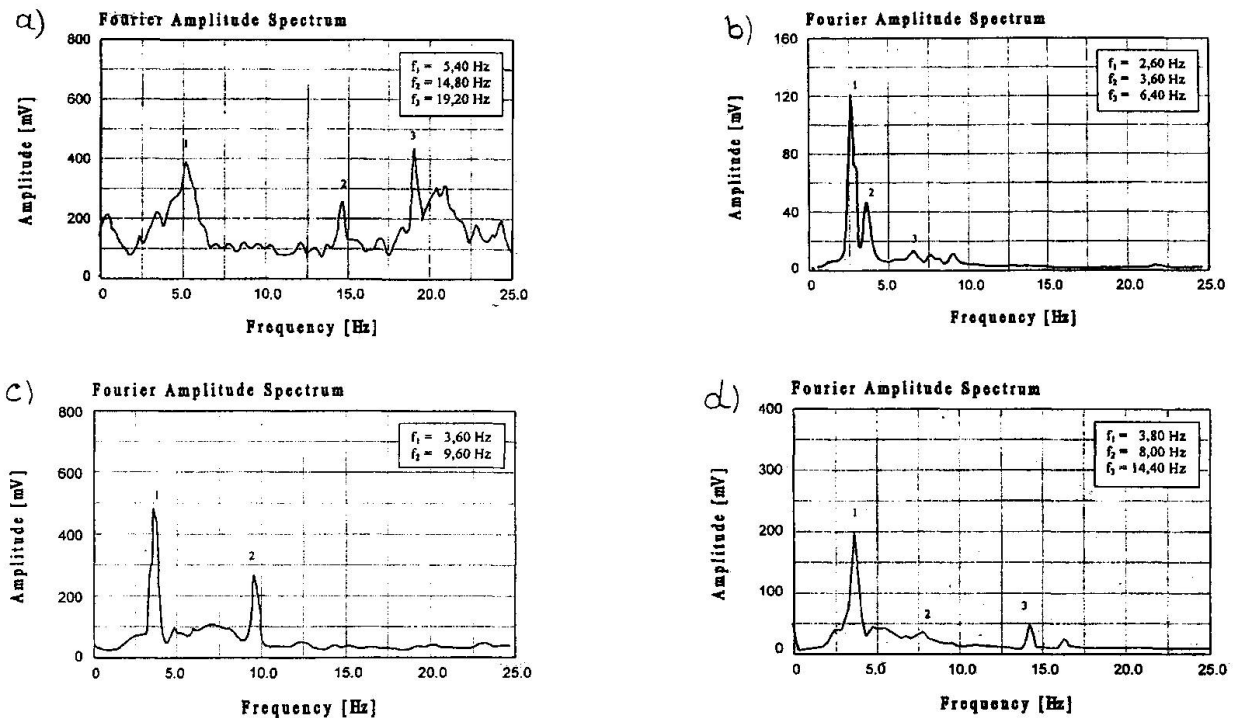 a)
Fourier Amplitude Spectrum
800
600
400
200
0
Amplitude [mV]
f₁ = 5,40 Hz
f₂ = 14,80 Hz
f₃ = 19,20 Hz
1
2
3
0
5.0
10.0
15.0
20.0
25.0
Frequency [Hz]
b)
Fourier Amplitude Spectrum
160
120
80
40
0
Amplitude [mV]
f₁ = 2,60 Hz
f₂ = 3,60 Hz
f₃ = 6,40 Hz
1
2
3
0
5.0
10.0
15.0
20.0
25.0
Frequency [Hz]
c)
Fourier Amplitude Spectrum
800
600
400
200
0
Amplitude [mV]
f₁ = 3,60 Hz
f₂ = 9,60 Hz
1
2
0
5.0
10.0
15.0
20.0
25.0
Frequency [Hz]
d)
Fourier Amplitude Spectrum
400
300
200
100
0
Amplitude [mV]
f₁ = 3,80 Hz
f₂ = 8,00 Hz
f₃ = 14,40 Hz
1
2
3
0
5.0
10.0
15.0
20.0
25.0
Frequency [Hz]